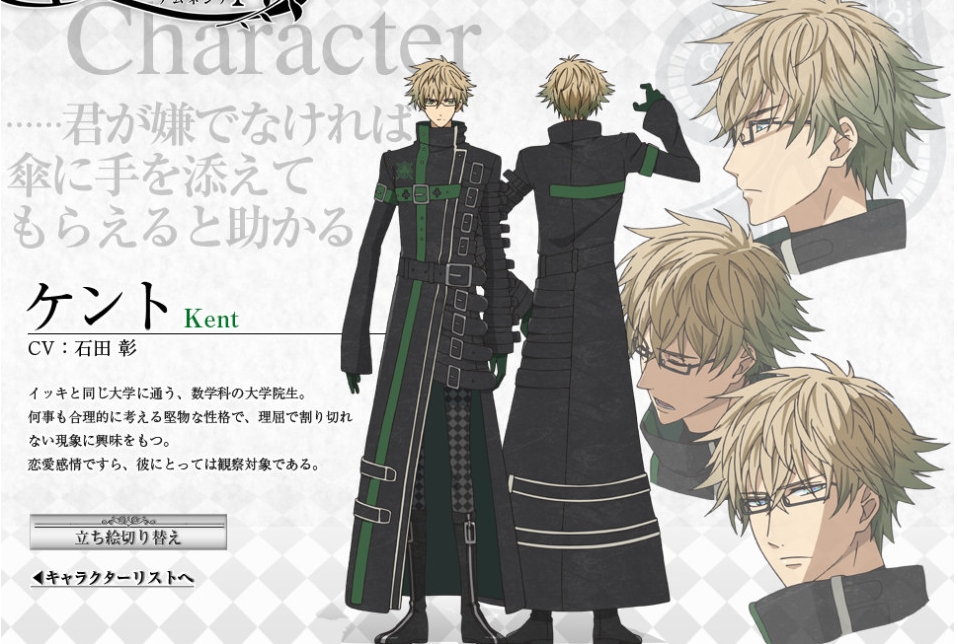 Character
……君が嫌でなければ
傘に手を添えて
もらえると助かる
ケント Kent
CV：石田 彰
イッキと同じ大学に通う、数学科の大学院生。
何事も合理的に考える堅物な性格で、理屈で割り切れ
ない現象に興味をもつ。
恋愛感情ですら、彼にとっては観察対象である。
立ち絵切り替え
◀キャラクターリストへ